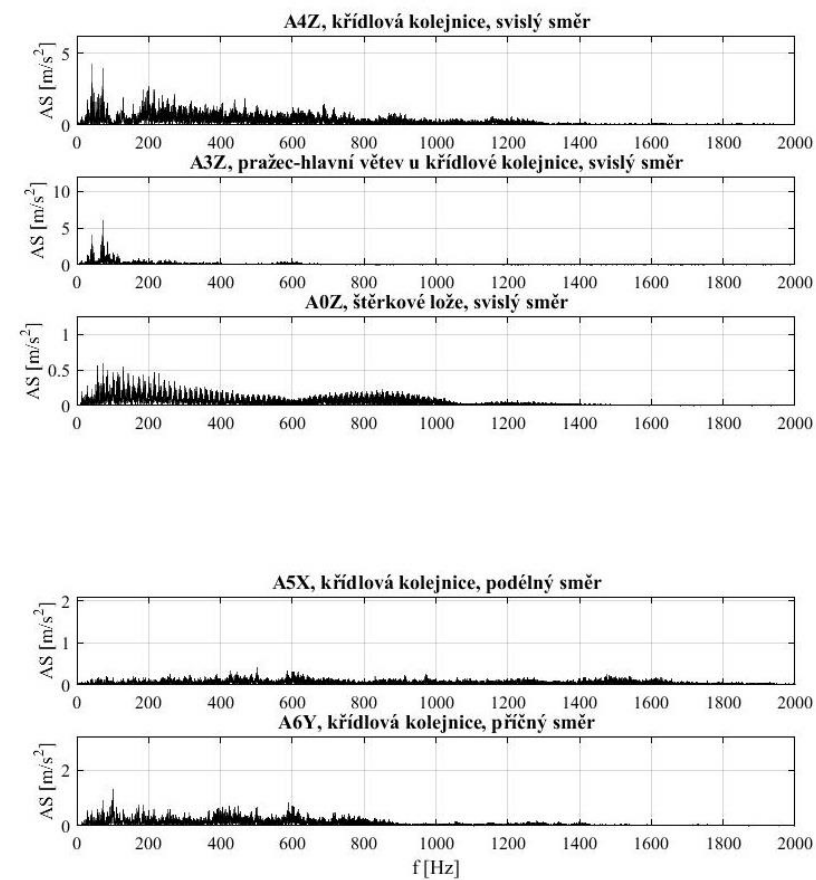 A4Z, křídlová kolejnice, svislý směr
AS [m/s²]
5
0
0 200 400 600 800 1000 1200 1400 1600 1800 2000
A3Z, pražec-hlavní větev u křídlové kolejnice, svislý směr
AS [m/s²]
10
5
0
0 200 400 600 800 1000 1200 1400 1600 1800 2000
A0Z, štěrkové lože, svislý směr
AS [m/s²]
1
0.5
0
0 200 400 600 800 1000 1200 1400 1600 1800 2000
A5X, křídlová kolejnice, podélný směr
AS [m/s²]
2
1
0
0 200 400 600 800 1000 1200 1400 1600 1800 2000
A6Y, křídlová kolejnice, příčný směr
AS [m/s²]
2
0
0 200 400 600 800 1000 1200 1400 1600 1800 2000
f [Hz]